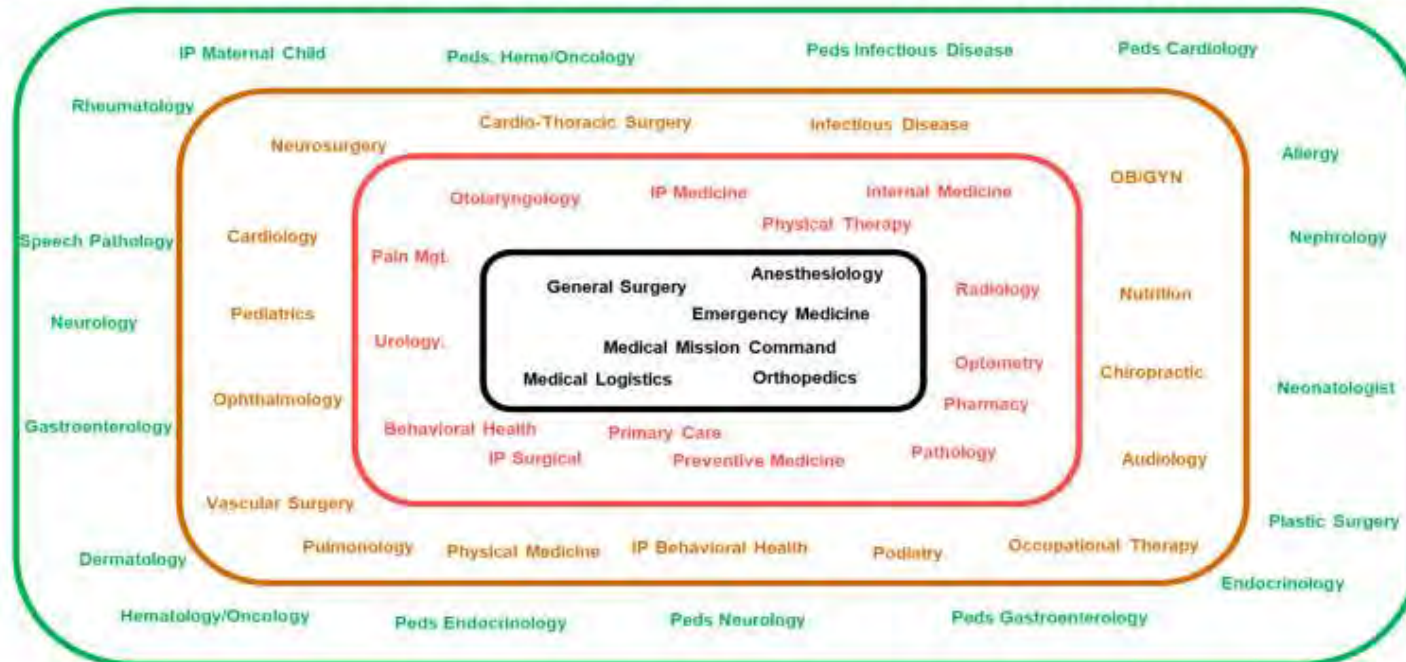 IP Maternal Child
Peds. Heme/Oncology
Peds Infectious Disease
Peds Cardiology
Rheumatology
Cardio-Thoracic Surgery
Infectious Disease
Neurosurgery
Allergy
OB/GYN
Otolaryngology
IP Medicine
Internal Medicine
Physical Therapy
Speech Pathology
Cardiology
Nephrology
Pain Mgt.
Anesthesiology
General Surgery
Radiology
Nutrition
Neurology
Pediatrics
Emergency Medicine
Urology.
Medical Mission Command
Optometry
Chiropractic
Medical Logistics
Orthopedics
Neonatologist
Ophthalmology
Pharmacy
Gastroenterology
Behavioral Health
Primary Care
IP Surgical
Preventive Medicine
Pathology
Audiology
Vascular Surgery
Plastic Surgery
Dermatology
Pulmonology
Physical Medicine
IP Behavioral Health
Podiatry
Occupational Therapy
Endocrinology
Hematology/Oncology
Peds Endocrinology
Peds Neurology
Peds Gastroenterology